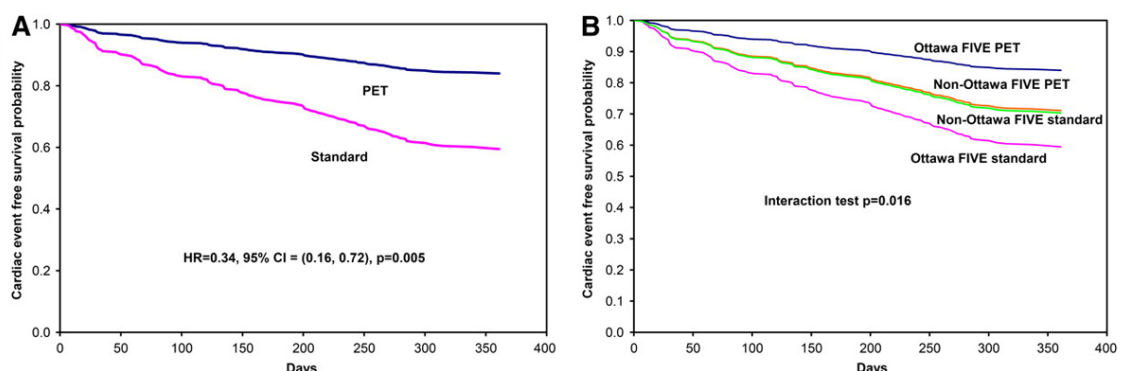 A
Cardiac event free survival probability
1.0
0.8
0.6
0.4
0.2
0.0
PET
Standard
HR=0.34, 95% CI = (0.16, 0.72), p=0.005
0 50 100 150 200 250 300 350 400
Days
B
Cardiac event free survival probability
1.0
0.9
0.8
0.7
0.6
0.5
0.4
0.3
0.2
0.1
0.0
Ottawa FIVE PET
Non-Ottawa FIVE PET
Non-Ottawa FIVE standard
Ottawa FIVE standard
Interaction test p=0.016
0 50 100 150 200 250 300 350 400
Days